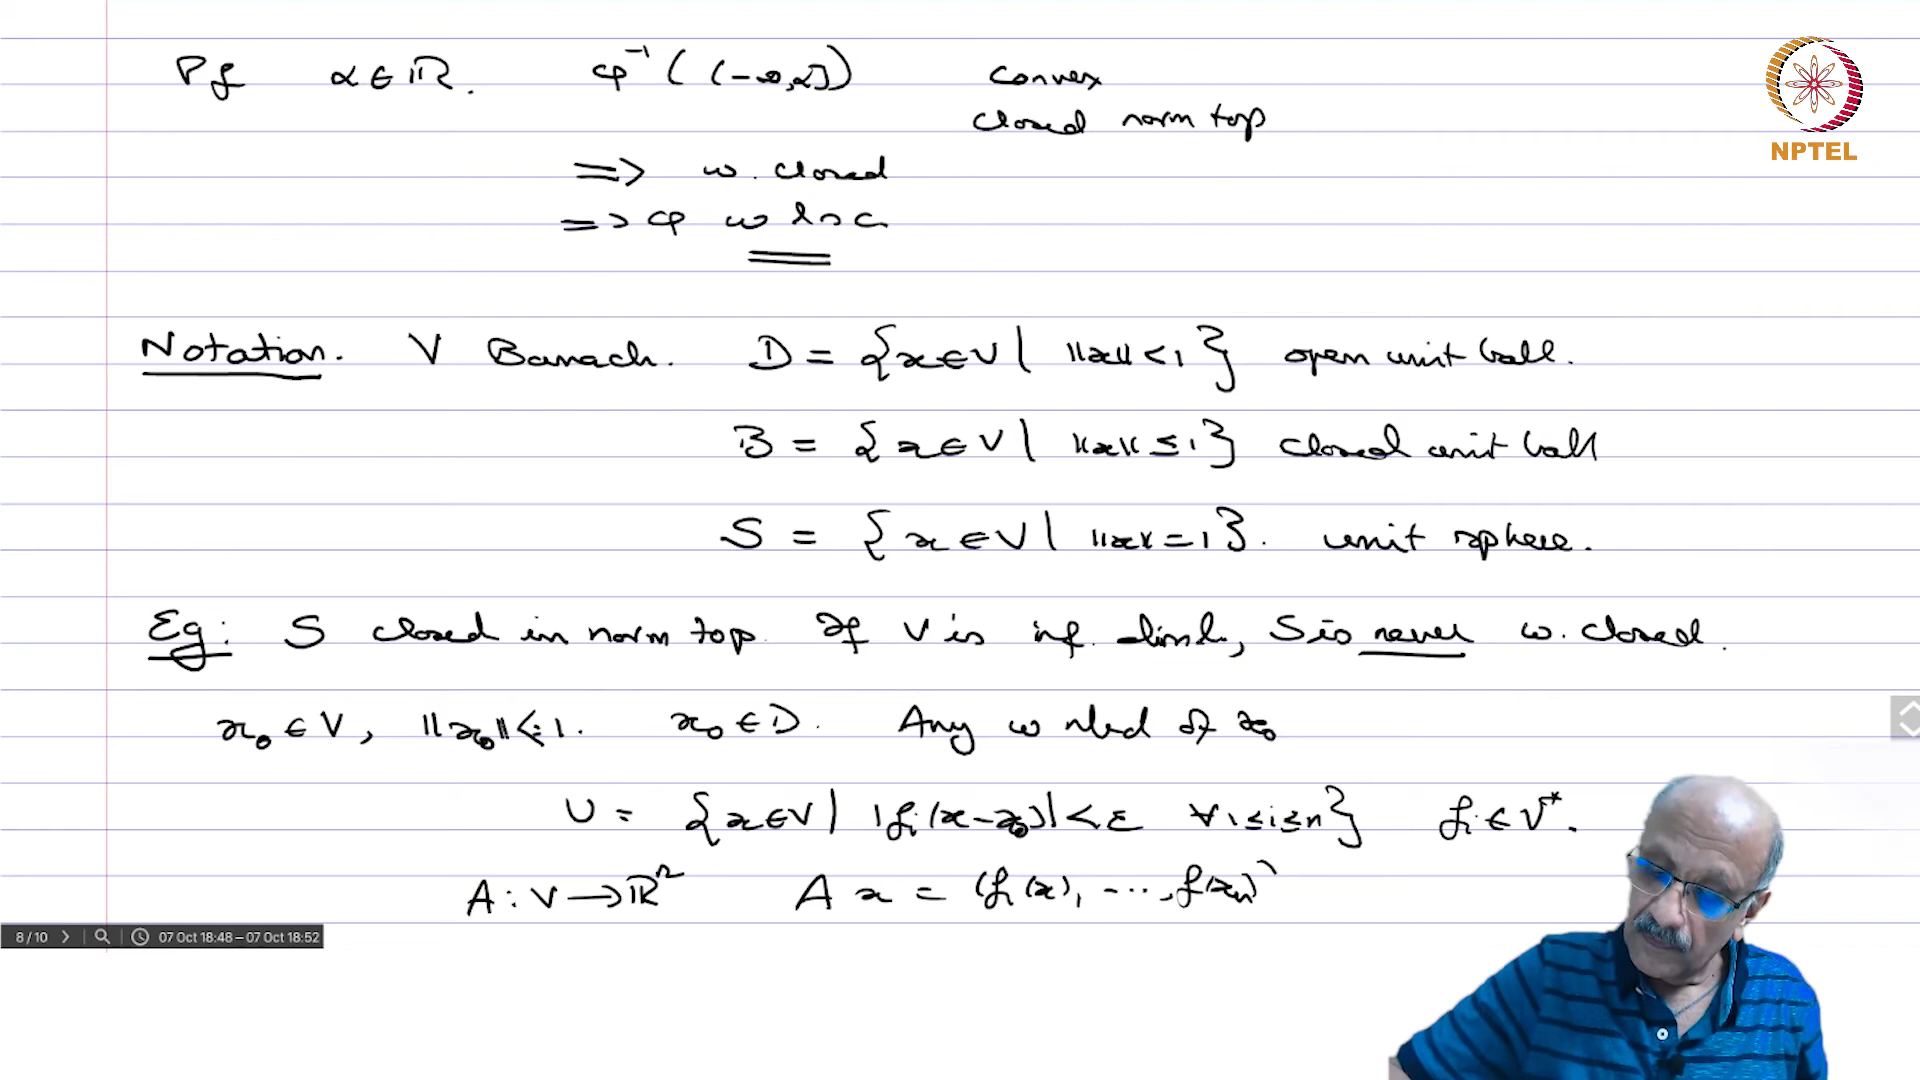 Pf α ∈ ℝ. φ⁻¹((-∞,α]) convex
closed norm top
NPTEL
⇒ w. closed
⇒ φ w lsc
Notation. V Banach. D = {x ∈ V | ||x|| < 1} open unit ball.
B = {x ∈ V | ||x|| ≤ 1} closed unit ball
S = {x ∈ V | ||x|| = 1}. unit sphere.
Eg: S closed in norm top. If V is inf. diml., S is never w. closed.
x₀ ∈ V, ||x₀|| < 1. x₀ ∈ D. Any w nbd of x₀
U = {x ∈ V | |fᵢ(x-x₀)| < ε ∀ 1≤i≤n} fᵢ ∈ V*.
A : V → ℝⁿ A x = (f₁(x), ..., f(xₙ))
8/10 07 Oct 18:48 – 07 Oct 18:52